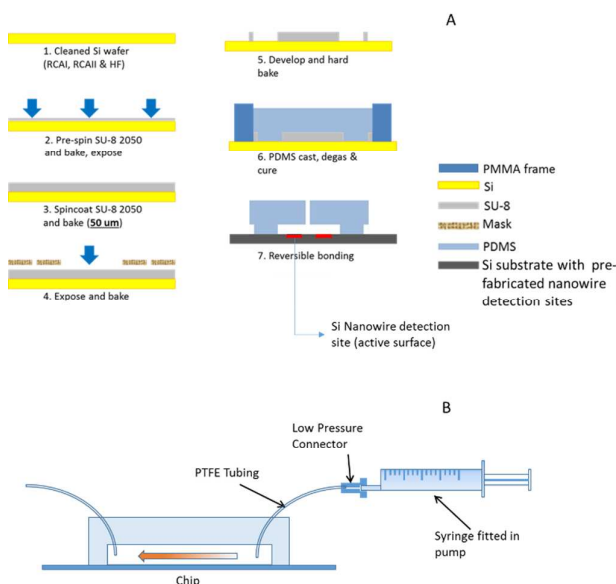 A
1. Cleaned Si wafer
(RCAI, RCAII & HF)
2. Pre-spin SU-8 2050
and bake, expose
3. Spincoat SU-8 2050
and bake (50 um)
4. Expose and bake
5. Develop and hard
bake
6. PDMS cast, degas &
cure
7. Reversible bonding
Si Nanowire detection
site (active surface)
PMMA frame
Si
SU-8
Mask
PDMS
Si substrate with pre-
fabricated nanowire
detection sites
B
Low Pressure
Connector
PTFE Tubing
Syringe fitted in
pump
Chip